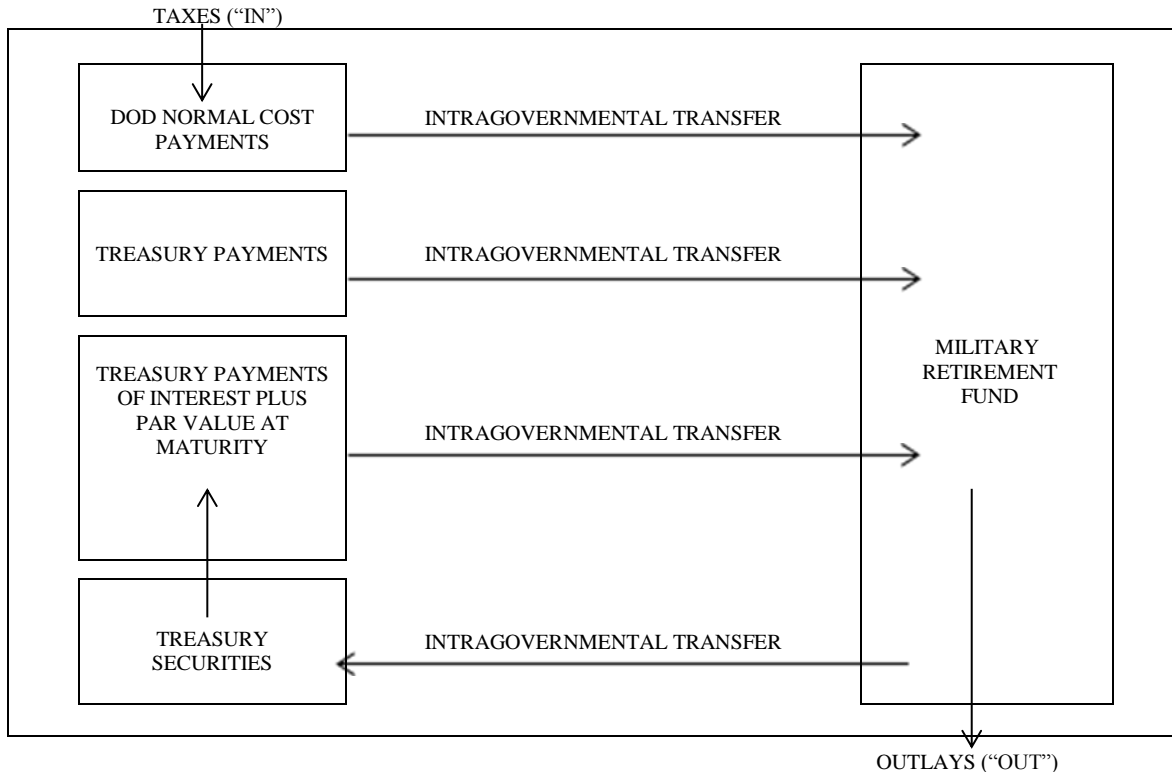 TAXES (“IN”)
DOD NORMAL COST
PAYMENTS
INTRAGOVERNMENTAL TRANSFER
TREASURY PAYMENTS
INTRAGOVERNMENTAL TRANSFER
TREASURY PAYMENTS
OF INTEREST PLUS
PAR VALUE AT
MATURITY
INTRAGOVERNMENTAL TRANSFER
MILITARY
RETIREMENT
FUND
TREASURY
SECURITIES
INTRAGOVERNMENTAL TRANSFER
OUTLAYS (“OUT”)